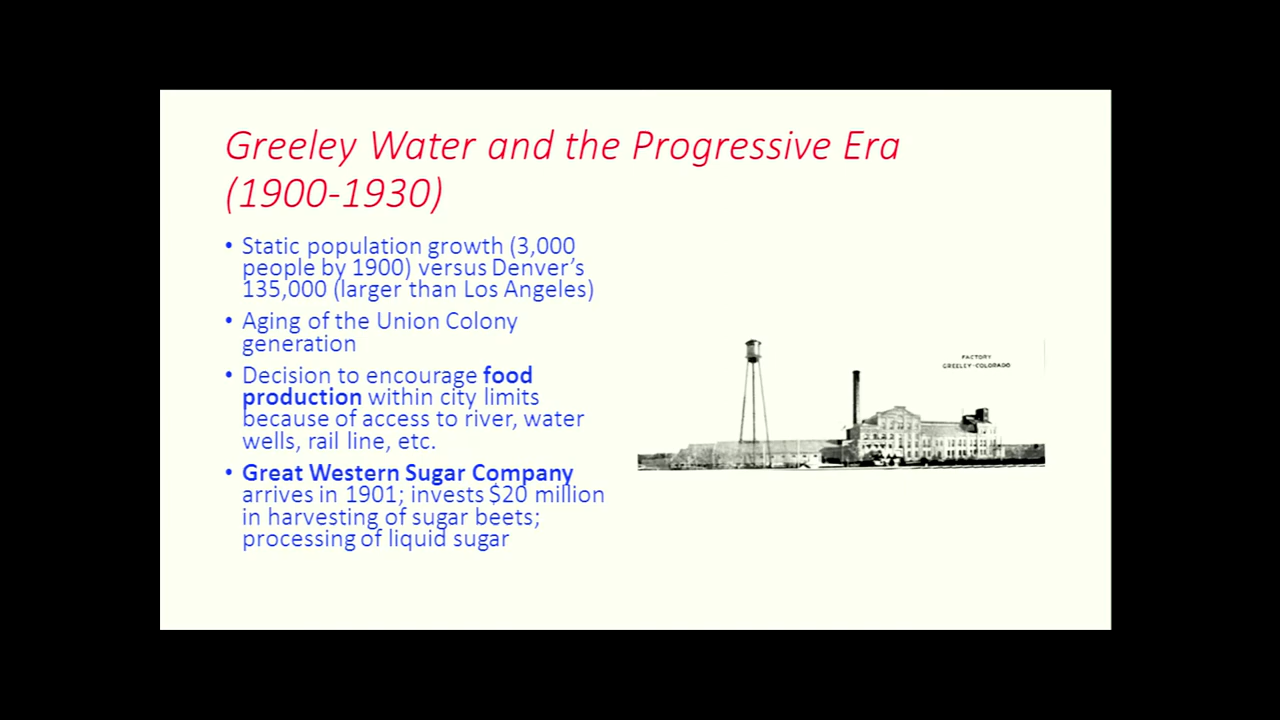 Greeley Water and the Progressive Era
(1900-1930)
• Static population growth (3,000
people by 1900) versus Denver’s
135,000 (larger than Los Angeles)
• Aging of the Union Colony
generation
• Decision to encourage food
production within city limits
because of access to river, water
wells, rail line, etc.
• Great Western Sugar Company
arrives in 1901; invests $20 million
in harvesting of sugar beets;
processing of liquid sugar
FACTORY
GREELEY-COLORADO